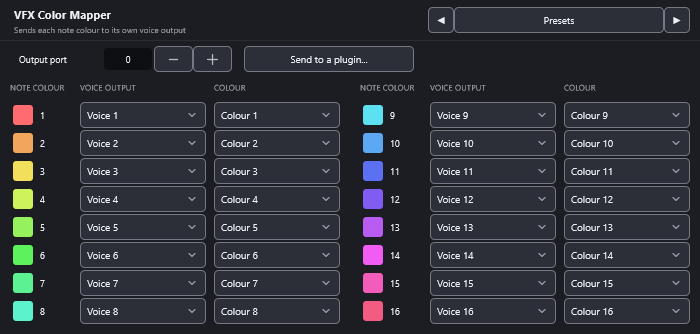 VFX Color Mapper
Sends each note colour to its own voice output
◀ Presets ▶
Output port 0 − + Send to a plugin...
NOTE COLOUR VOICE OUTPUT COLOUR NOTE COLOUR VOICE OUTPUT COLOUR
1 Voice 1 Colour 1 9 Voice 9 Colour 9
2 Voice 2 Colour 2 10 Voice 10 Colour 10
3 Voice 3 Colour 3 11 Voice 11 Colour 11
4 Voice 4 Colour 4 12 Voice 12 Colour 12
5 Voice 5 Colour 5 13 Voice 13 Colour 13
6 Voice 6 Colour 6 14 Voice 14 Colour 14
7 Voice 7 Colour 7 15 Voice 15 Colour 15
8 Voice 8 Colour 8 16 Voice 16 Colour 16